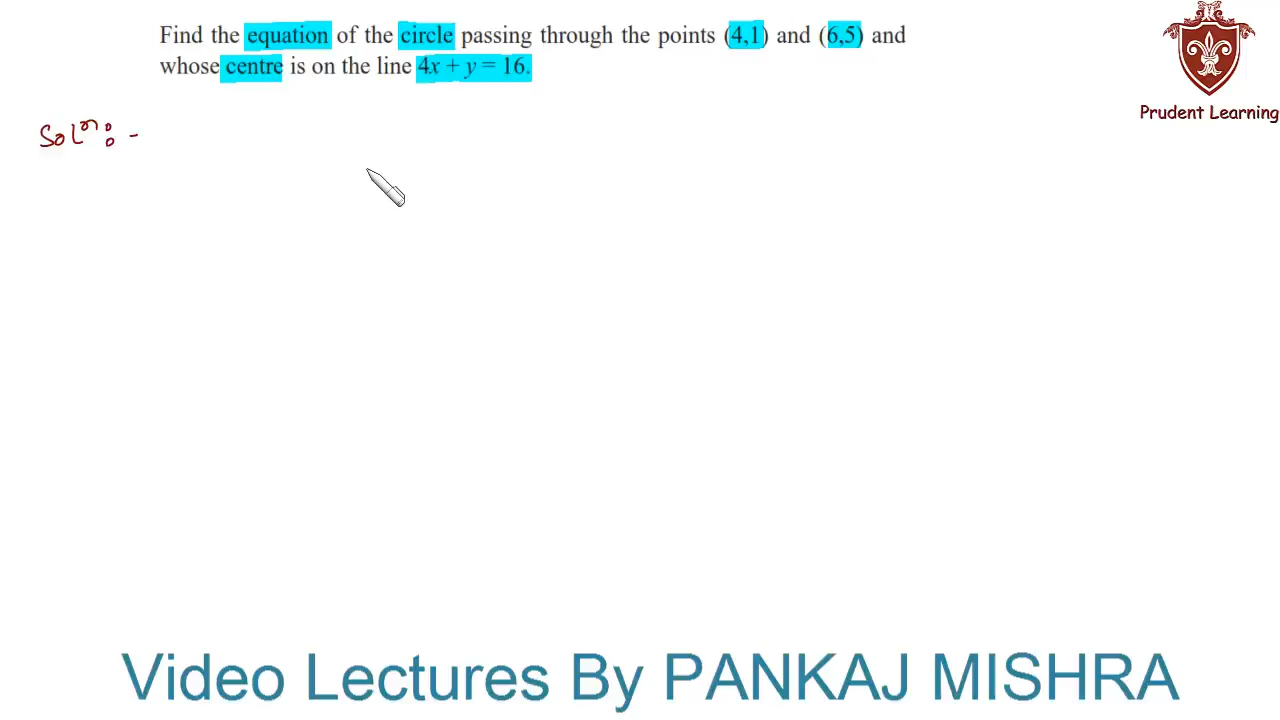 Find the equation of the circle passing through the points (4,1) and (6,5) and
whose centre is on the line 4x + y = 16.
Prudent Learning
Solⁿ: -
Video Lectures By PANKAJ MISHRA